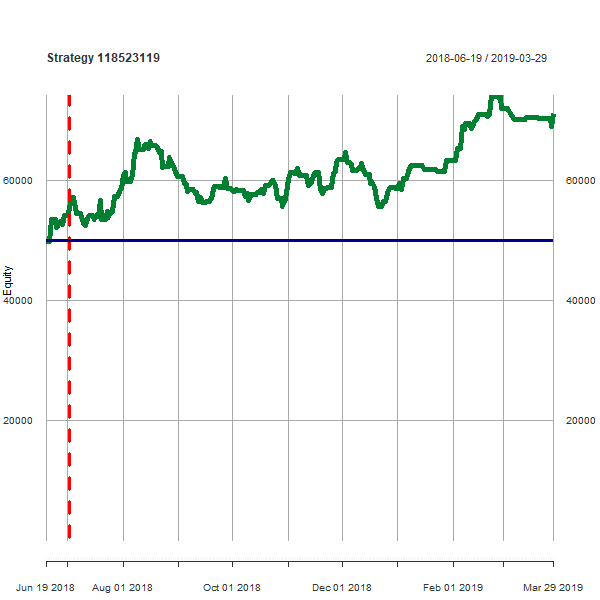 Strategy 118523119
2018-06-19 / 2019-03-29
Equity
60000
60000
40000
40000
20000
20000
Jun 19 2018
Aug 01 2018
Oct 01 2018
Dec 01 2018
Feb 01 2019
Mar 29 2019